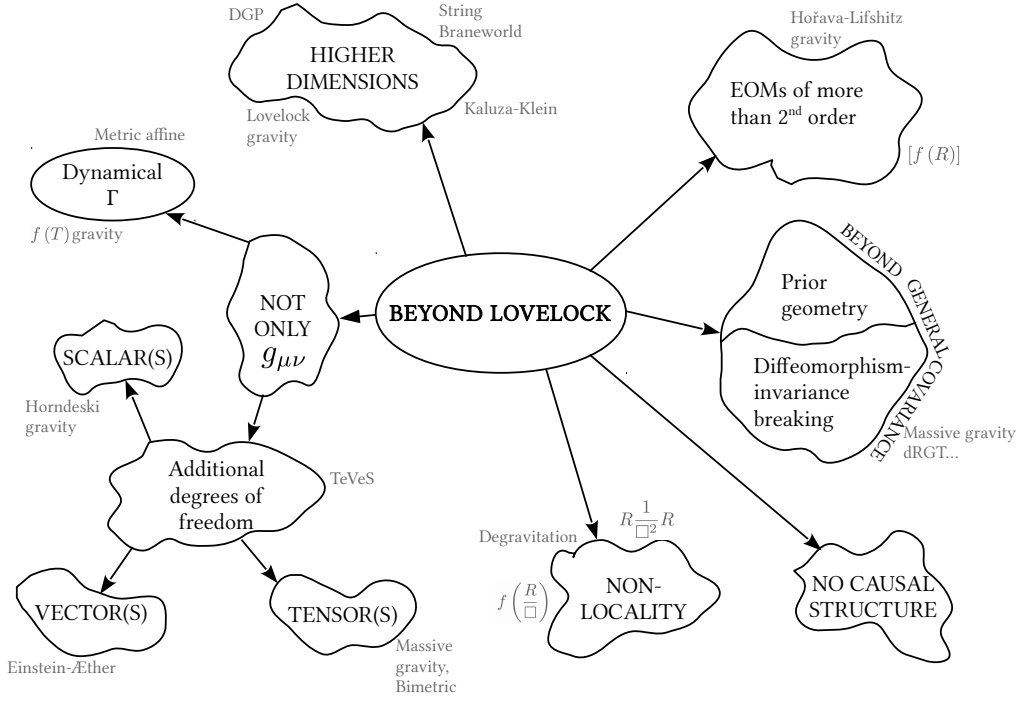 DGP
String
Braneworld
HIGHER
DIMENSIONS
Lovelock
gravity
Kaluza-Klein
Hořava-Lifshitz
gravity
EOMs of more
than 2nd order
[f (R)]
Metric affine
Dynamical
Γ
f (T) gravity
NOT
ONLY
gμν
BEYOND LOVELOCK
BEYOND GENERAL COVARIANCE
Prior
geometry
Diffeomorphism-
invariance
breaking
Massive gravity
dRGT...
SCALAR(S)
Horndeski
gravity
Additional
degrees of
freedom
TeVeS
VECTOR(S)
Einstein-Æther
TENSOR(S)
Massive
gravity,
Bimetric
Degravitation
R 1/□² R
f (R/□)
NON-
LOCALITY
NO CAUSAL
STRUCTURE